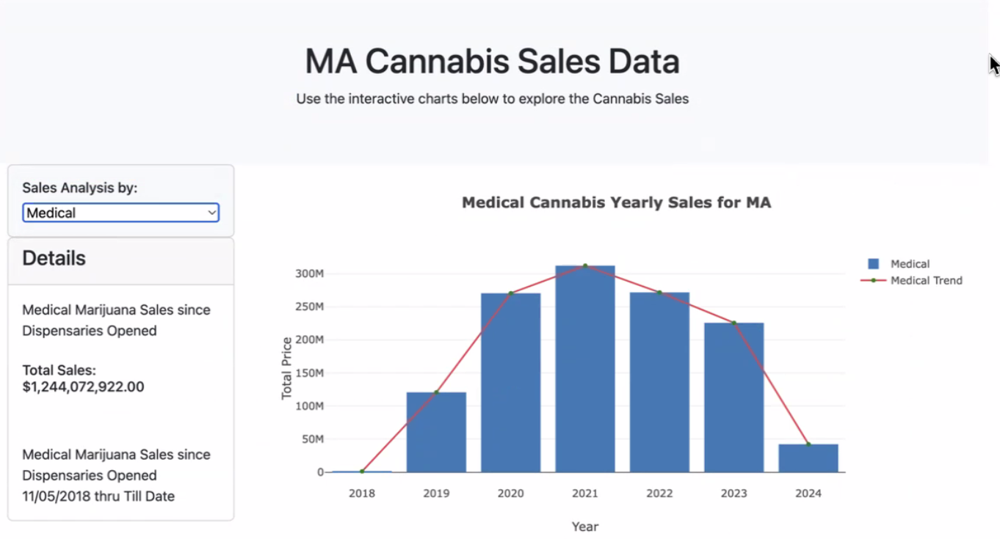 MA Cannabis Sales Data
Use the interactive charts below to explore the Cannabis Sales
Sales Analysis by:
Medical
Details
Medical Marijuana Sales since
Dispensaries Opened
Total Sales:
$1,244,072,922.00
Medical Marijuana Sales since
Dispensaries Opened
11/05/2018 thru Till Date
Medical Cannabis Yearly Sales for MA
Total Price
300M
250M
200M
150M
100M
50M
0
2018 2019 2020 2021 2022 2023 2024
Year
Medical
Medical Trend